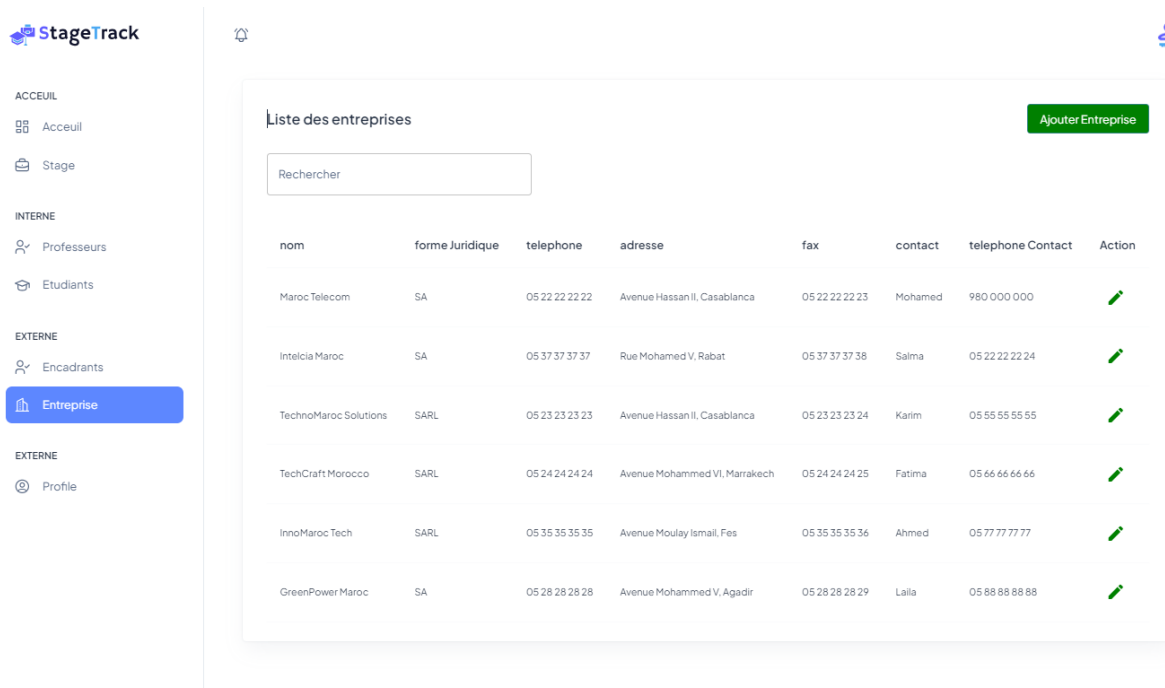 StageTrack
ACCEUIL
Acceuil
Stage
INTERNE
Professeurs
Etudiants
EXTERNE
Encadrants
Entreprise
EXTERNE
Profile
Liste des entreprises
Ajouter Entreprise
Rechercher
nom forme Juridique telephone adresse fax contact telephone Contact Action
Maroc Telecom SA 05 22 22 22 22 Avenue Hassan II, Casablanca 05 22 22 22 23 Mohamed 980 000 000
Intelcia Maroc SA 05 37 37 37 37 Rue Mohamed V, Rabat 05 37 37 37 38 Salma 05 22 22 22 24
TechnoMaroc Solutions SARL 05 23 23 23 23 Avenue Hassan II, Casablanca 05 23 23 23 24 Karim 05 55 55 55 55
TechCraft Morocco SARL 05 24 24 24 24 Avenue Mohammed VI, Marrakech 05 24 24 24 25 Fatima 05 66 66 66 66
InnoMaroc Tech SARL 05 35 35 35 35 Avenue Moulay Ismail, Fes 05 35 35 35 36 Ahmed 05 77 77 77 77
GreenPower Maroc SA 05 28 28 28 28 Avenue Mohammed V, Agadir 05 28 28 28 29 Laila 05 88 88 88 88